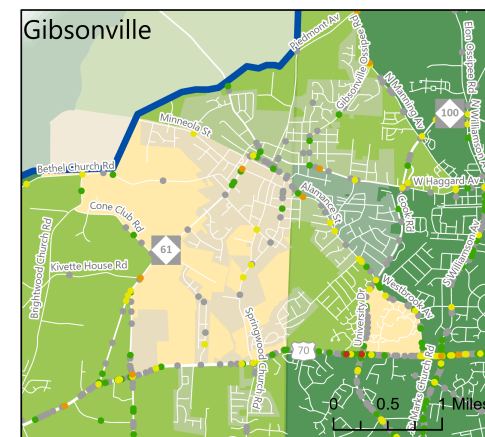 Gibsonville
Piedmont Av
Gibsonville Ossipee Rd
Elon Ossipee Rd
N Manning Av
N Williamson
100
Minneola St
Bethel Church Rd
W Haggard Av
Alamance St
Cone Club Rd
Cook Rd
61
Brightwood Church Rd
Kivette House Rd
S Williamson Av
Westbrook Av
University Dr
Springwood Church Rd
70
Marks Church Rd
0 0.5 1 Miles